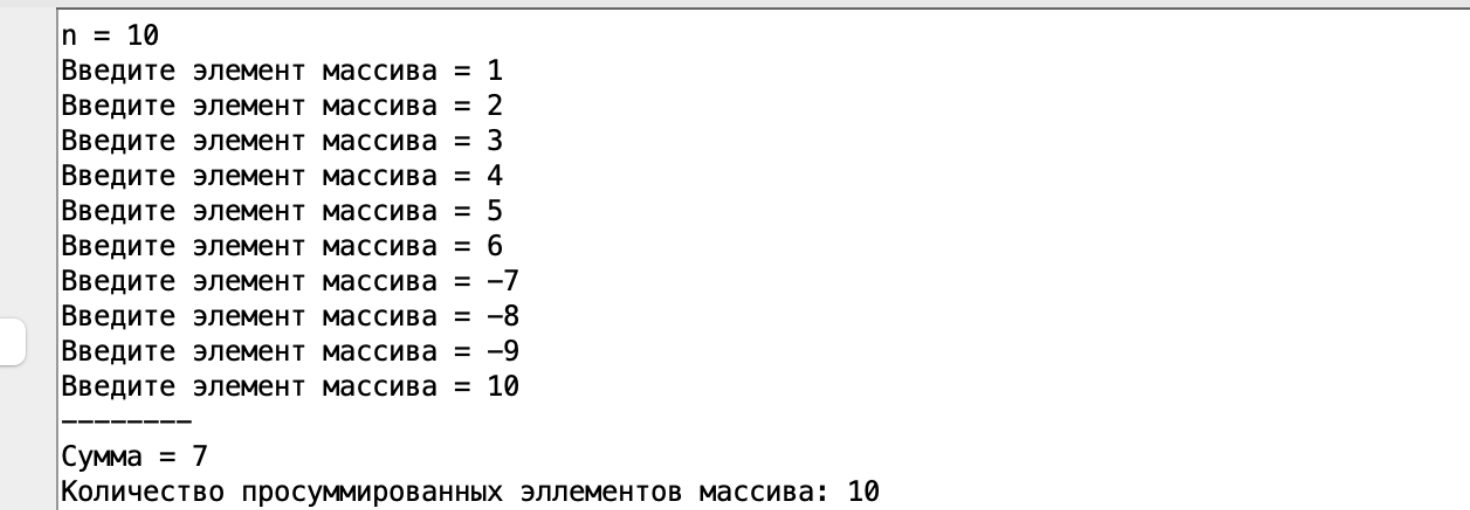 n = 10
Введите элемент массива = 1
Введите элемент массива = 2
Введите элемент массива = 3
Введите элемент массива = 4
Введите элемент массива = 5
Введите элемент массива = 6
Введите элемент массива = -7
Введите элемент массива = -8
Введите элемент массива = -9
Введите элемент массива = 10
--------
Сумма = 7
Количество просуммированных эллементов массива: 10